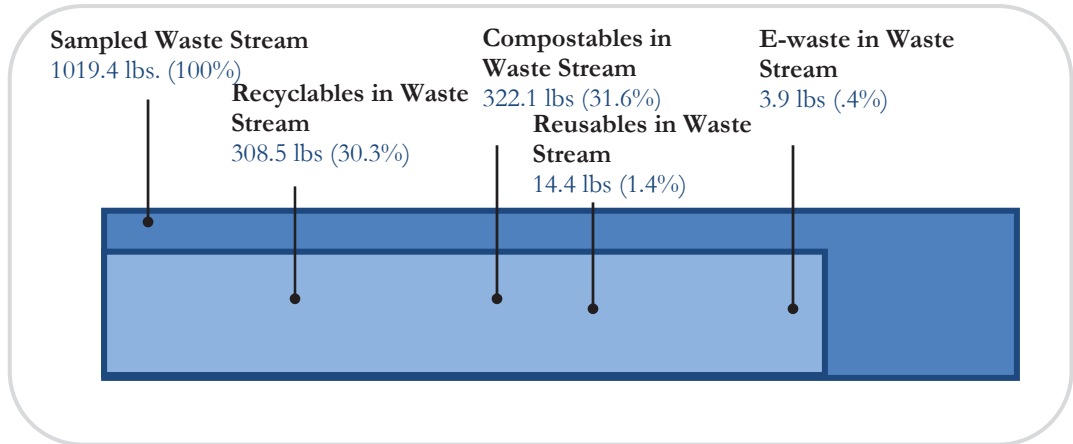 Sampled Waste Stream
1019.4 lbs. (100%)
Recyclables in Waste
Stream
308.5 lbs (30.3%)
Compostables in
Waste Stream
322.1 lbs (31.6%)
Reusables in Waste
Stream
14.4 lbs (1.4%)
E-waste in Waste
Stream
3.9 lbs (.4%)